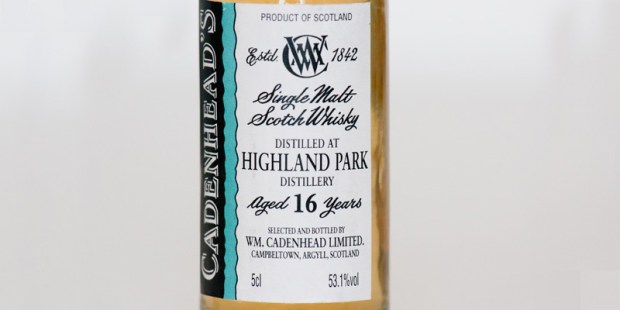 CADENHEAD'S
PRODUCT OF SCOTLAND
Estd. WC 1842
Single Malt
Scotch Whisky
DISTILLED AT
HIGHLAND PARK
DISTILLERY
Aged 16 Years
SELECTED AND BOTTLED BY
WM. CADENHEAD LIMITED.
CAMPBELTOWN, ARGYLL, SCOTLAND
5cl 53.1%vol